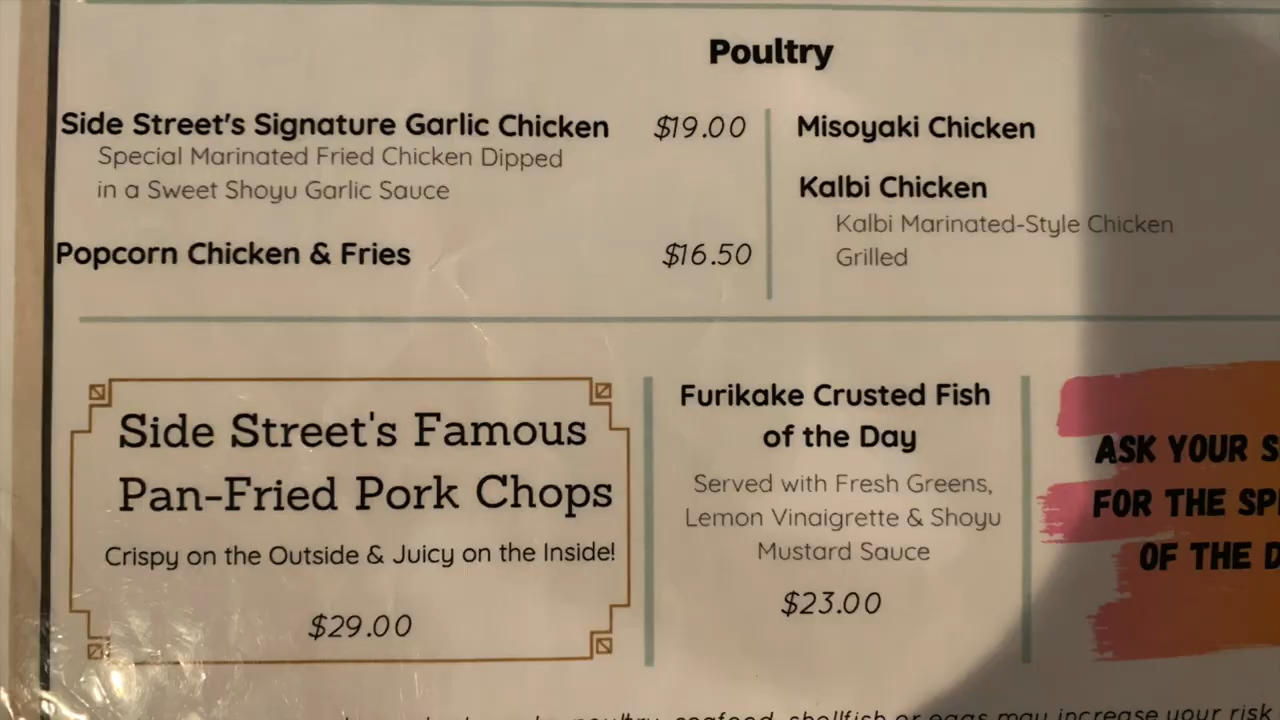 Poultry
Side Street's Signature Garlic Chicken $19.00
Special Marinated Fried Chicken Dipped
in a Sweet Shoyu Garlic Sauce
Popcorn Chicken & Fries $16.50
Misoyaki Chicken
Kalbi Chicken
Kalbi Marinated-Style Chicken
Grilled
Side Street's Famous
Pan-Fried Pork Chops
Crispy on the Outside & Juicy on the Inside!
$29.00
Furikake Crusted Fish
of the Day
Served with Fresh Greens,
Lemon Vinaigrette & Shoyu
Mustard Sauce
$23.00
ASK YOUR
FOR THE
OF THE
poultry, seafood, shellfish or eggs may increase your risk